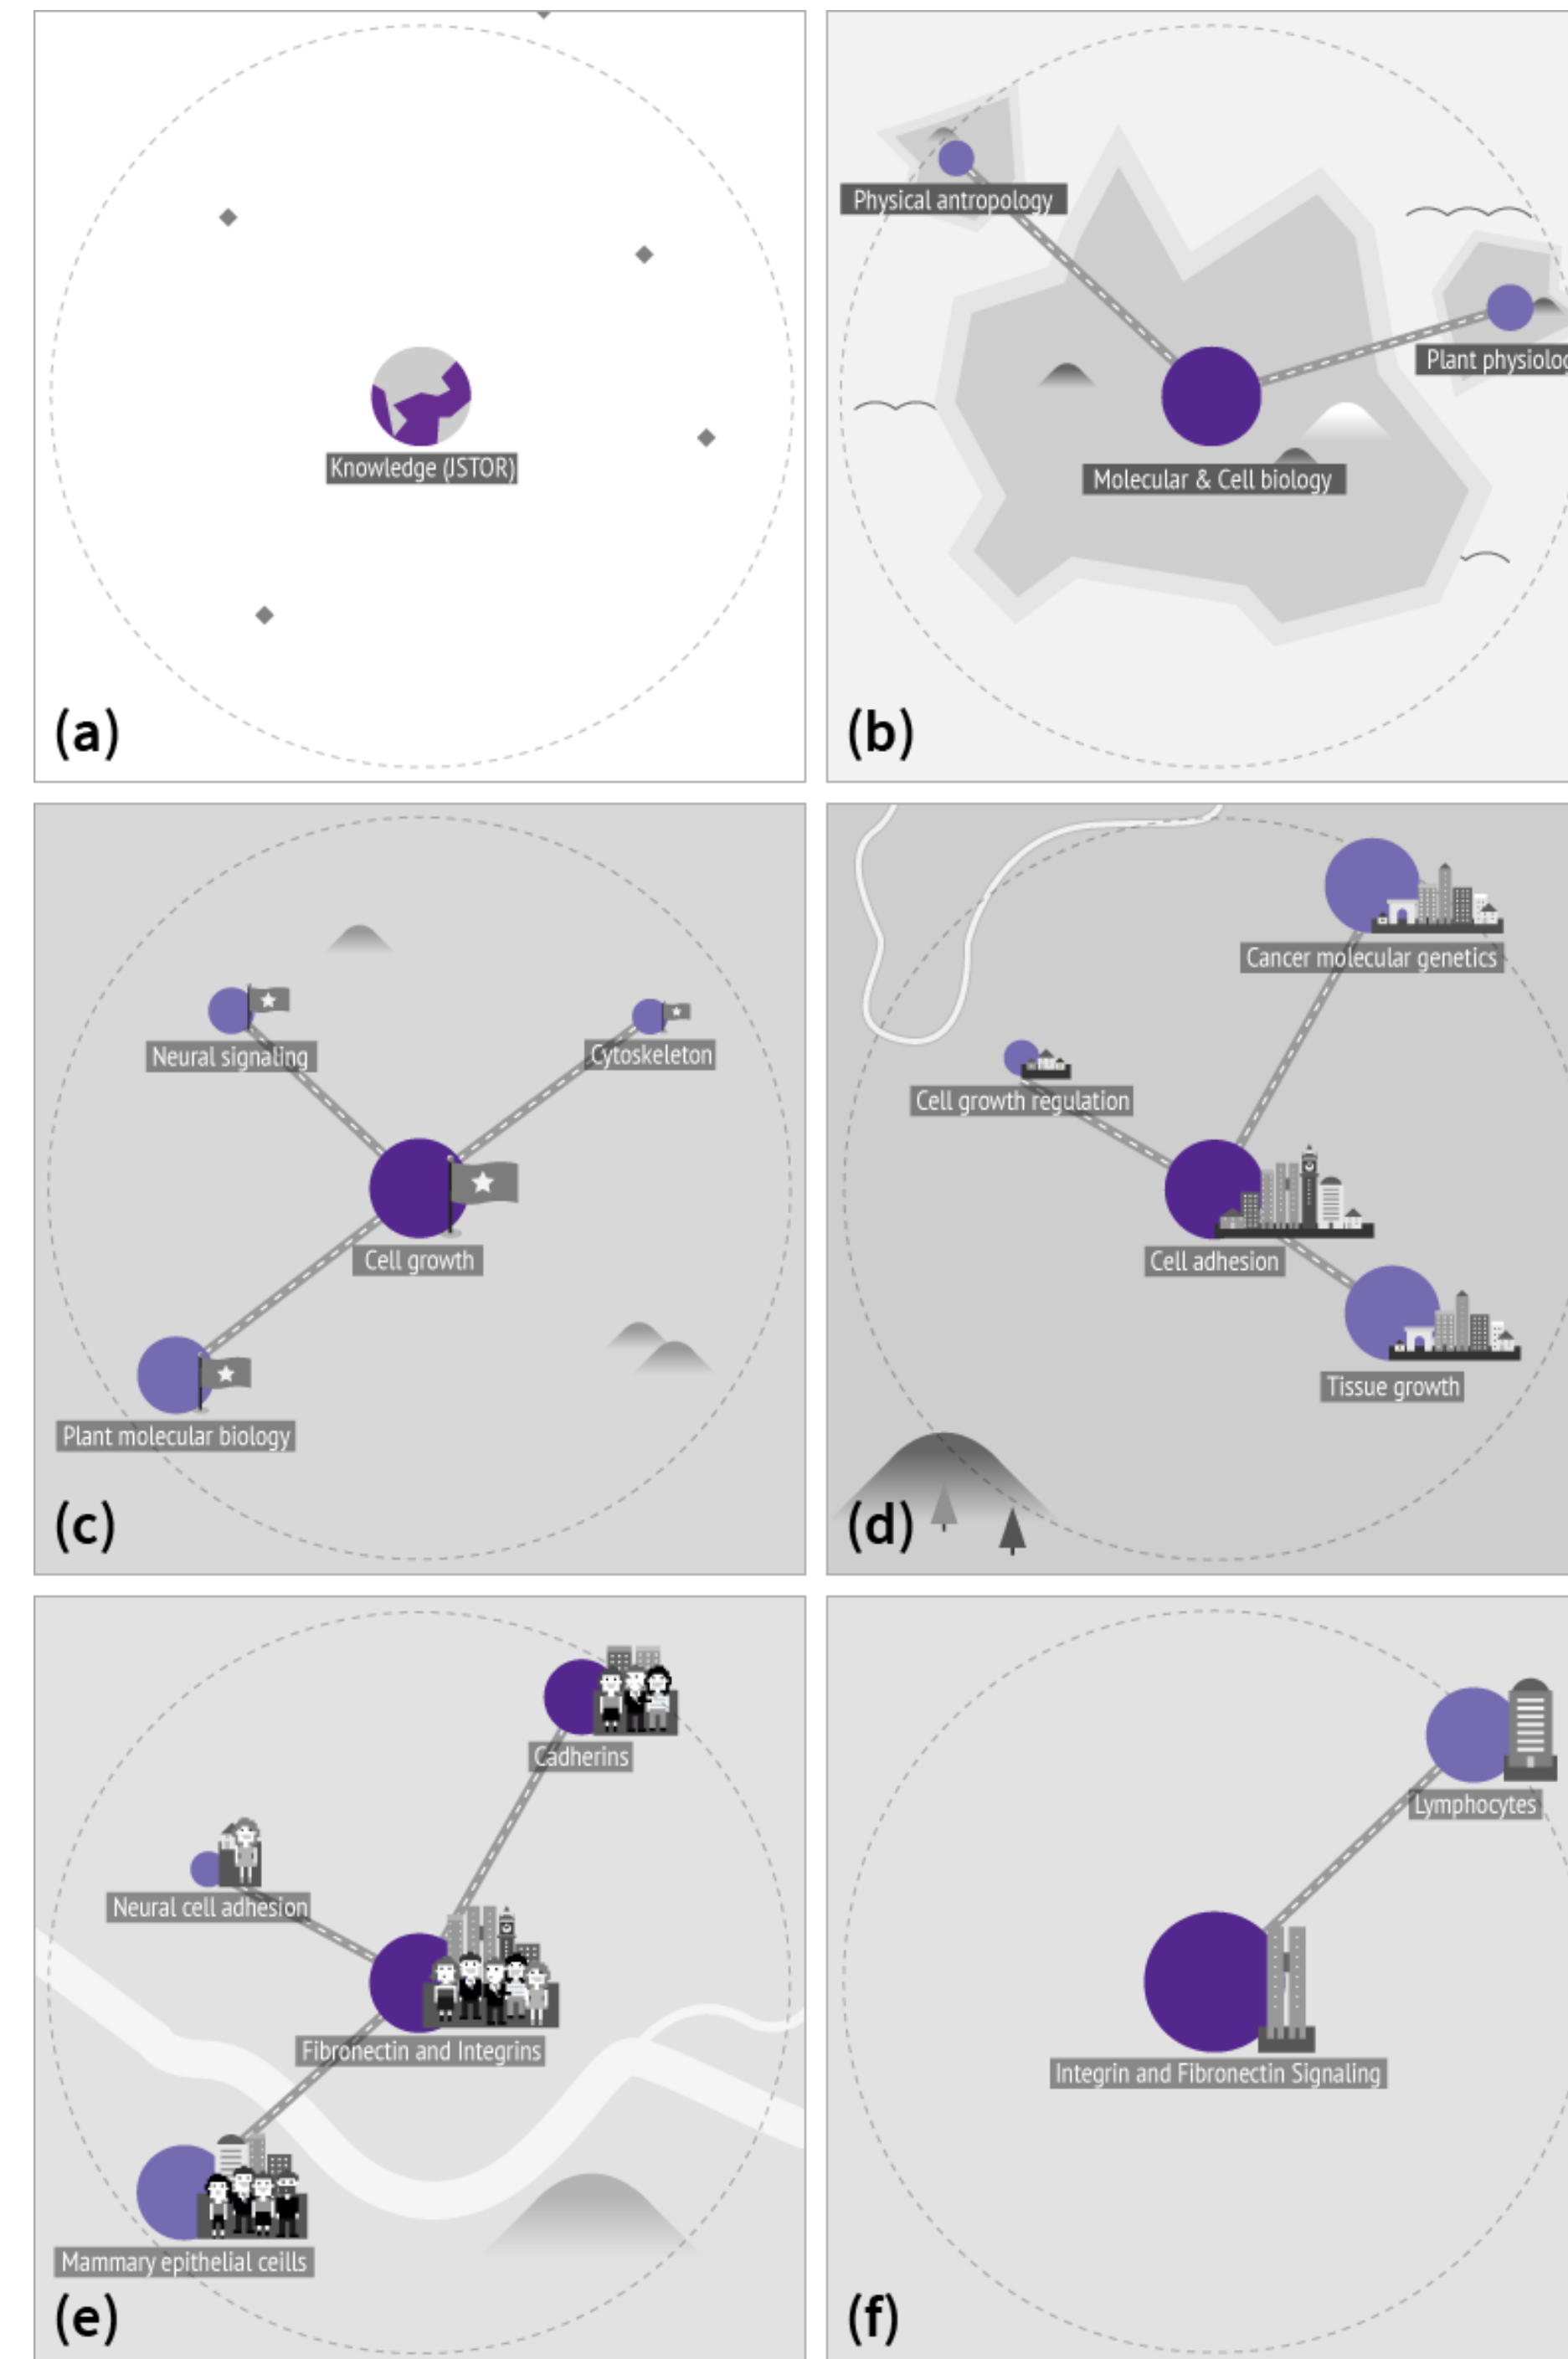 Knowledge (JSTOR)
(a)
Physical antropology
Plant physioloc
Molecular & Cell biology
(b)
Neural signaling
Cytoskeleton
Cell growth
Plant molecular biology
(c)
Cancer molecular genetics
Cell growth regulation
Cell adhesion
Tissue growth
(d)
Cadherins
Neural cell adhesion
Fibronectin and Integrins
Mammary epithelial ceills
(e)
Lymphocytes
Integrin and Fibronectin Signaling
(f)